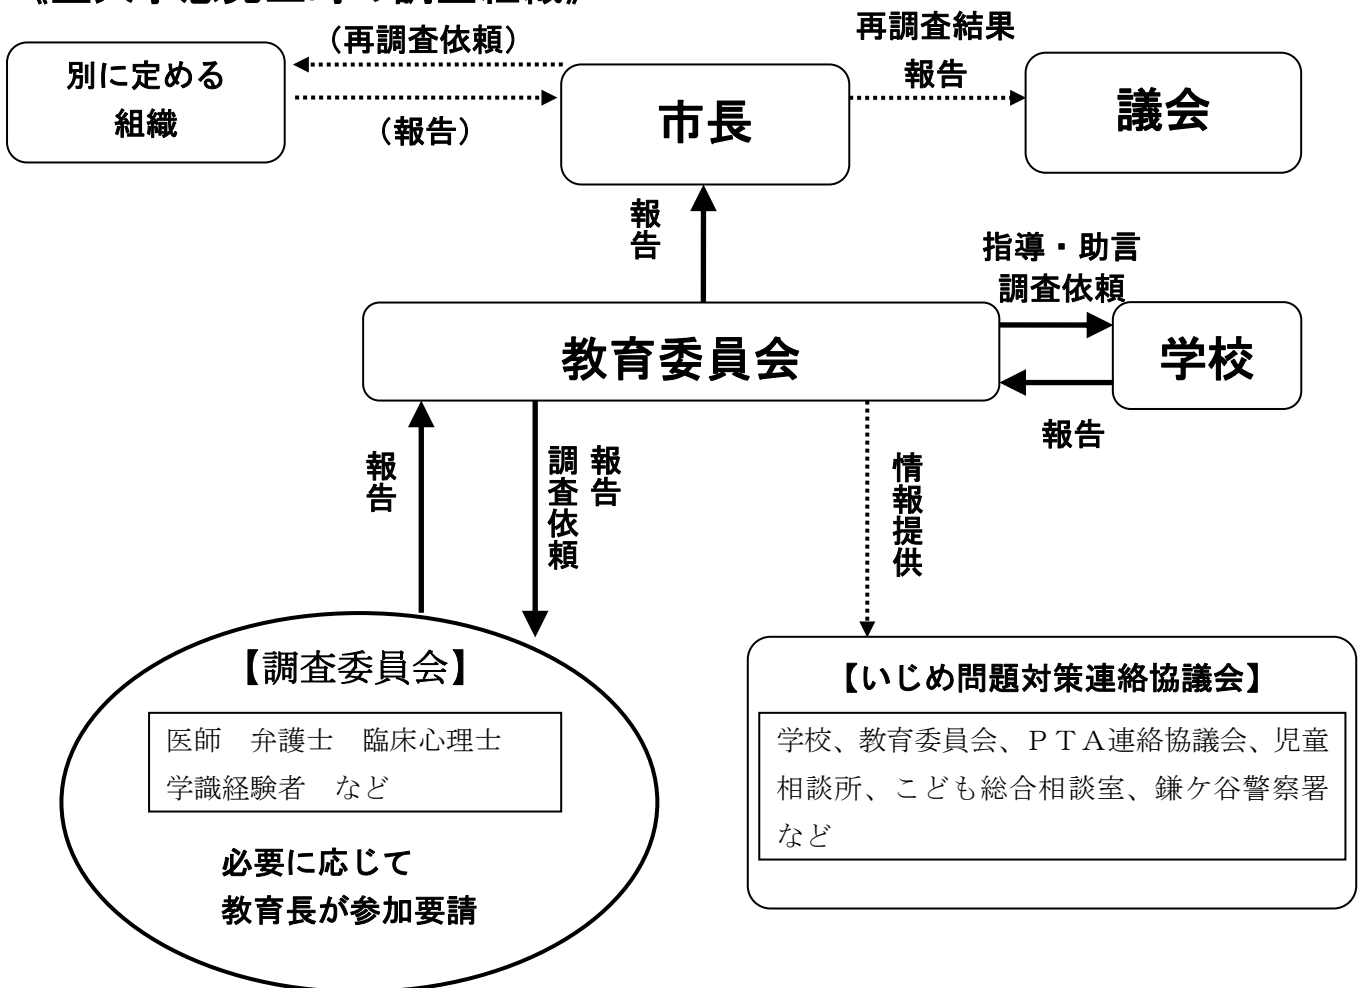 (再調査依頼)
再調査結果
報告
別に定める
組織
(報告)
市長
議会
報告
指導・助言
調査依頼
教育委員会
学校
報告
報告
調査依頼
報告
情報提供
【調査委員会】
医師　弁護士　臨床心理士
学識経験者　など
必要に応じて
教育長が参加要請
【いじめ問題対策連絡協議会】
学校、教育委員会、ＰＴＡ連絡協議会、児童
相談所、こども総合相談室、鎌ケ谷警察署
など